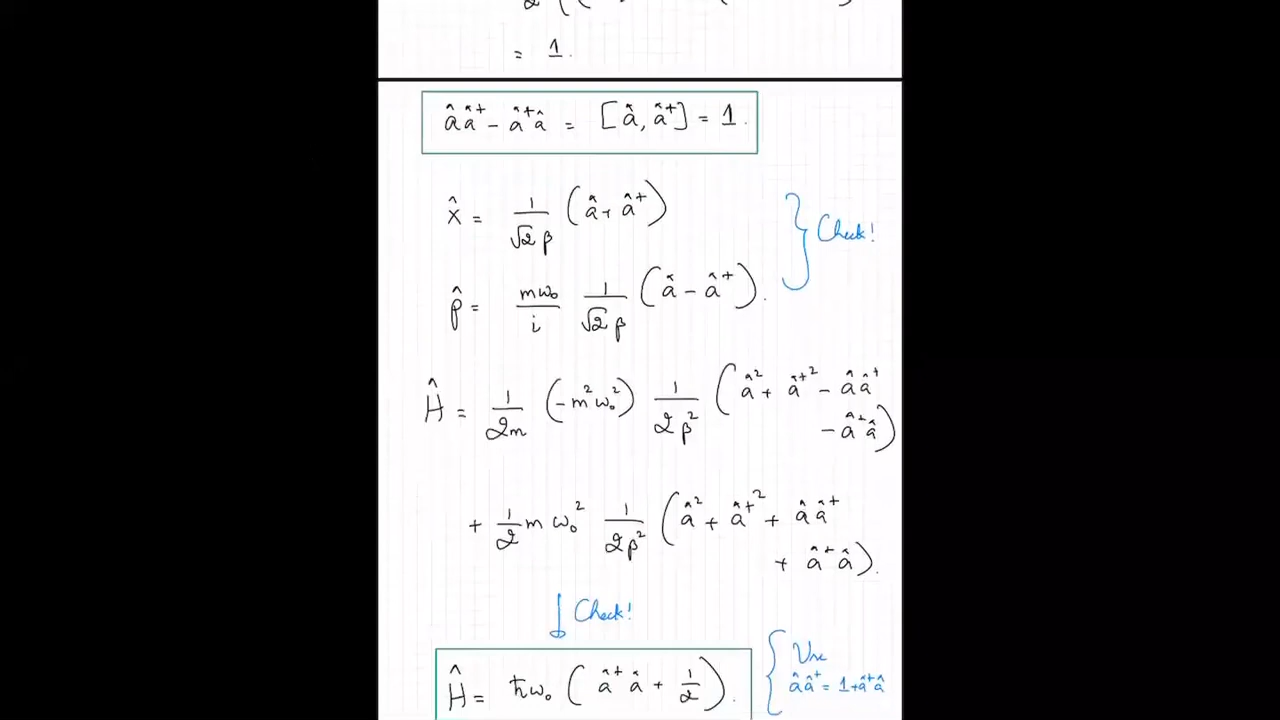 = 1.
â â⁺ - â⁺ â = [â, â⁺] = 1.
x̂ = 1/√2 β (â + â⁺)
} Check!
p̂ = mω₀/i 1/√2 β (â - â⁺).
Ĥ = 1/2m (-m²ω₀²) 1/2β² (â² + â⁺² - â â⁺
- â⁺ â)
+ 1/2 m ω₀² 1/2β² (â² + â⁺² + â â⁺
+ â⁺ â).
↓ Check!
Ĥ = ħω₀ (â⁺ â + 1/2).
{ Use
â â⁺ = 1 + â⁺ â